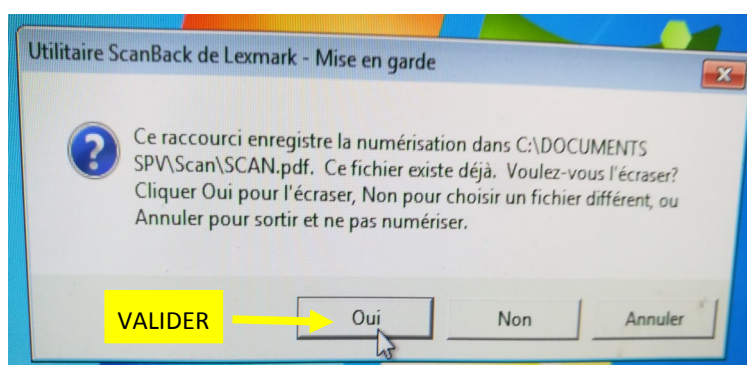 Utilitaire ScanBack de Lexmark - Mise en garde
Ce raccourci enregistre la numérisation dans C:\DOCUMENTS
SPV\Scan\SCAN.pdf. Ce fichier existe déjà. Voulez-vous l'écraser?
Cliquer Oui pour l'écraser, Non pour choisir un fichier différent, ou
Annuler pour sortir et ne pas numériser.
VALIDER
Oui
Non
Annuler